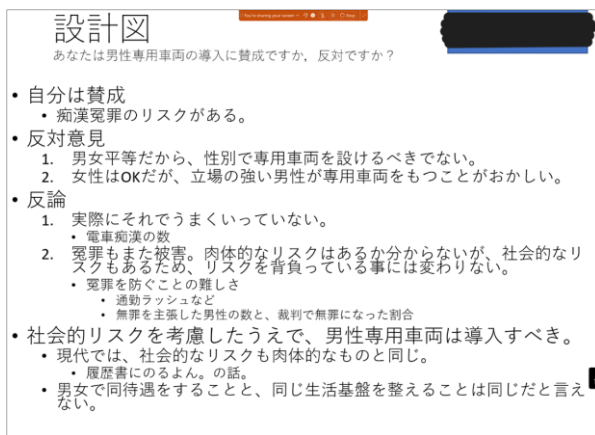 You're sharing your screen
Stop
設計図
あなたは男性専用車両の導入に賛成ですか，反対ですか？
• 自分は賛成
• 痴漢冤罪のリスクがある。
• 反対意見
1. 男女平等だから、性別で専用車両を設けるべきでない。
2. 女性はOKだが、立場の強い男性が専用車両をもつことがおかしい。
• 反論
1. 実際にそれでうまくいっていない。
• 電車痴漢の数
2. 冤罪もまた被害。肉体的なリスクはあるか分からないが、社会的なリ
スクもあるため、リスクを背負っている事には変わりない。
• 冤罪を防ぐことの難しさ
• 通勤ラッシュなど
• 無罪を主張した男性の数と、裁判で無罪になった割合
• 社会的リスクを考慮したうえで、男性専用車両は導入すべき。
• 現代では、社会的なリスクも肉体的なものと同じ。
• 履歴書にのるよん。の話。
• 男女で同待遇をすることと、同じ生活基盤を整えることは同じだと言え
ない。